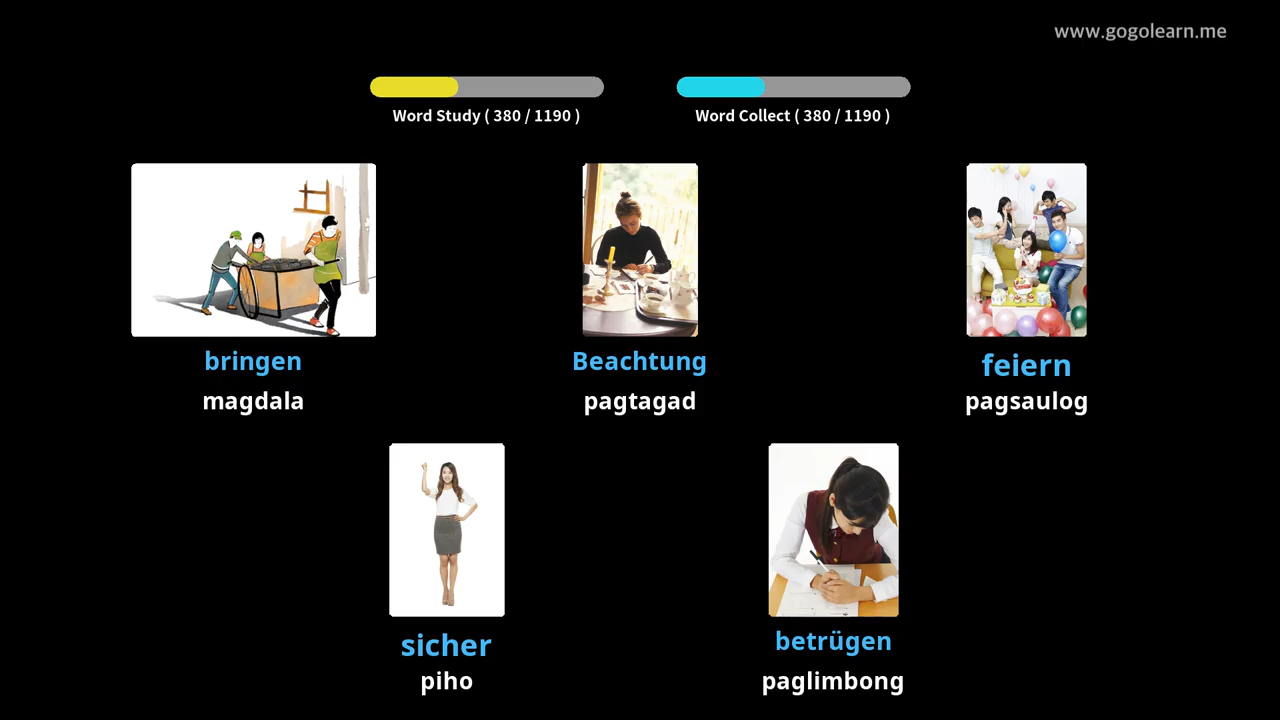 www.gogolearn.me
Word Study ( 380 / 1190 )
Word Collect ( 380 / 1190 )
bringen
magdala
Beachtung
pagtagad
feiern
pagsaulog
sicher
piho
betrügen
paglimbong